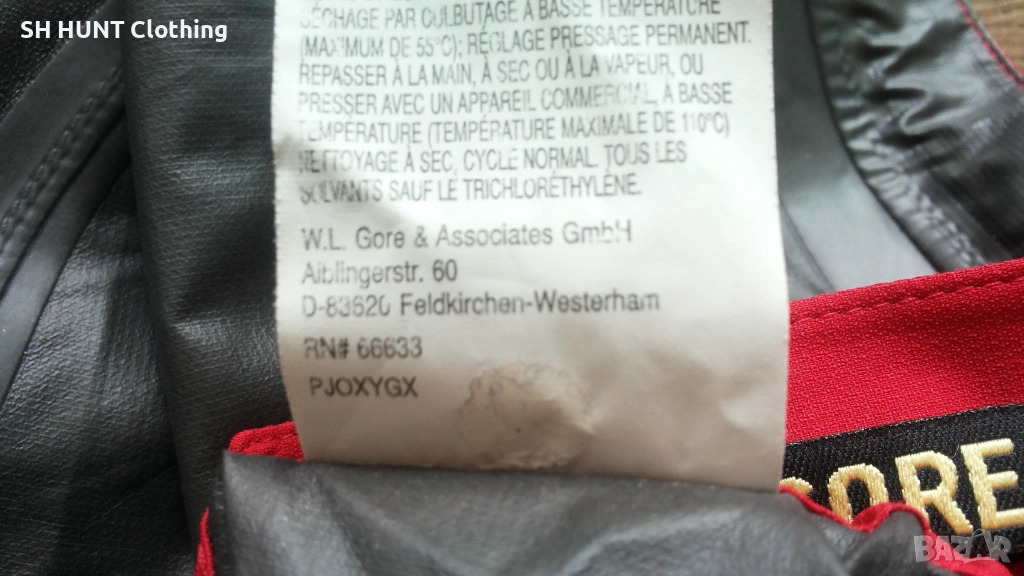 SH HUNT Clothing
SÉCHAGE PAR CULBUTAGE À BASSE TEMPÉRATURE
(MAXIMUM DE 55°C); RÉGLAGE PRESSAGE PERMANENT.
REPASSER À LA MAIN, À SEC OU À LA VAPEUR, OU
PRESSER AVEC UN APPAREIL COMMERCIAL, À BASSE
TEMPÉRATURE (TEMPÉRATURE MAXIMALE DE 110°C)
NETTOYAGE À SEC, CYCLE NORMAL. TOUS LES
SOLVANTS SAUF LE TRICHLORÉTHYLÈNE.
W.L. Gore & Associates GmbH
Aiblingerstr. 60
D-83620 Feldkirchen-Westerham
RN# 66633
PJOXYGX
GORE
BAZAR